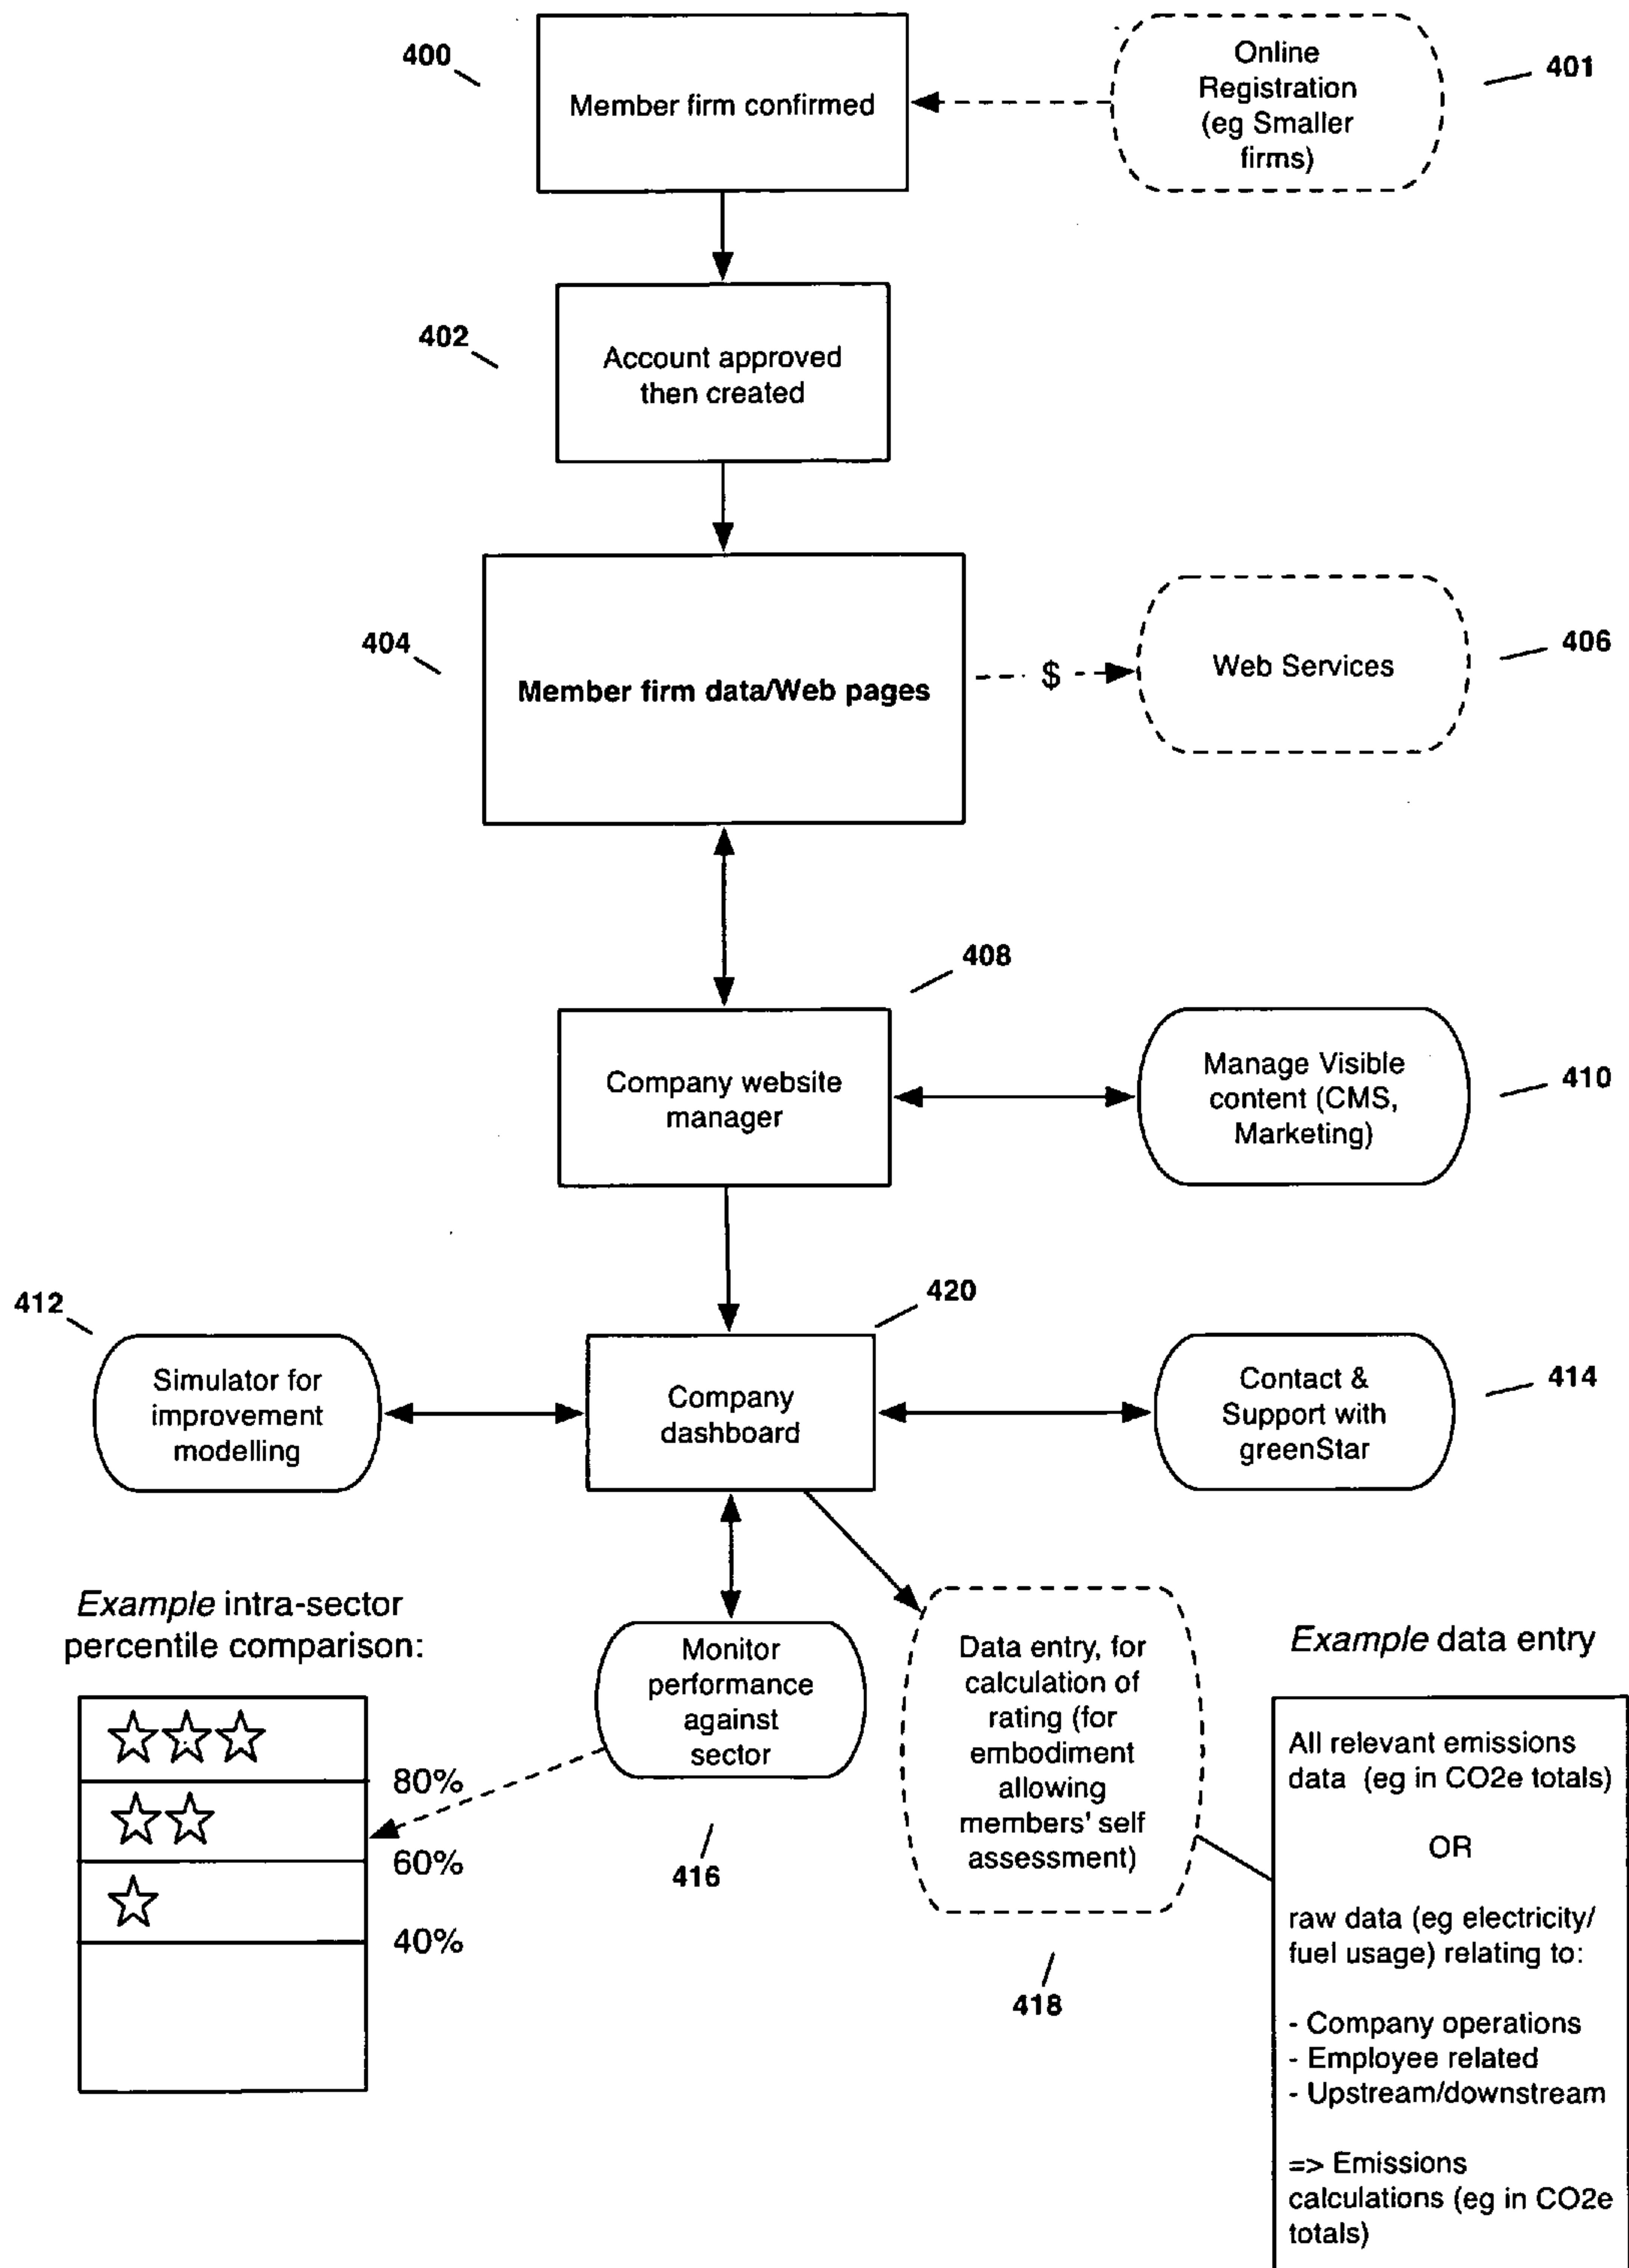 400
Member firm confirmed
Online
Registration
(eg Smaller
firms)
401
402
Account approved
then created
404
Member firm data/Web pages
$
Web Services
406
408
Company website
manager
Manage Visible
content (CMS,
Marketing)
410
412
Simulator for
improvement
modelling
420
Company
dashboard
Contact &
Support with
greenStar
414
Example intra-sector
percentile comparison:
80%
60%
40%
Monitor
performance
against
sector
416
Data entry, for
calculation of
rating (for
embodiment
allowing
members' self
assessment)
418
Example data entry
All relevant emissions
data (eg in CO2e totals)
OR
raw data (eg electricity/
fuel usage) relating to:
- Company operations
- Employee related
- Upstream/downstream
=> Emissions
calculations (eg in CO2e
totals)